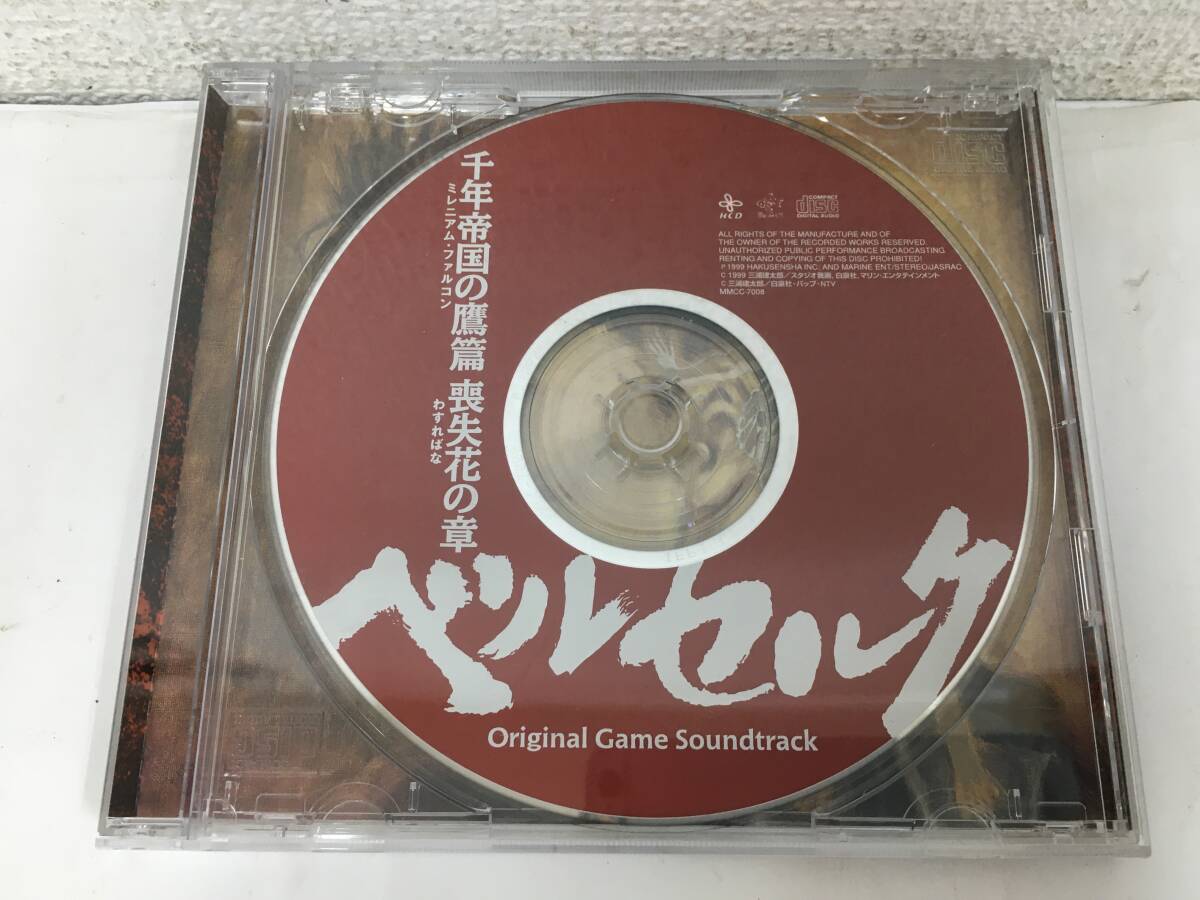 千年帝国の鷹篇 喪失花の章
ミレニアム・ファルコン
わすればな
HCD
COMPACT
disc
DIGITAL AUDIO
ALL RIGHTS OF THE MANUFACTURE AND OF
THE OWNER OF THE RECORDED WORKS RESERVED.
UNAUTHORIZED PUBLIC PERFORMANCE BROADCASTING.
RENTING AND COPYING OF THIS DISC PROHIBITED!
℗ 1999 HAKUSENSHA INC. AND MARINE ENT/STEREO/JASRAC
© 1999 三浦建太郎／スタジオ我画, 白泉社, マリン・エンタテインメント
© 三浦建太郎／白泉社・バップ・NTV
MMCC-7008
ベルセルク
Original Game Soundtrack